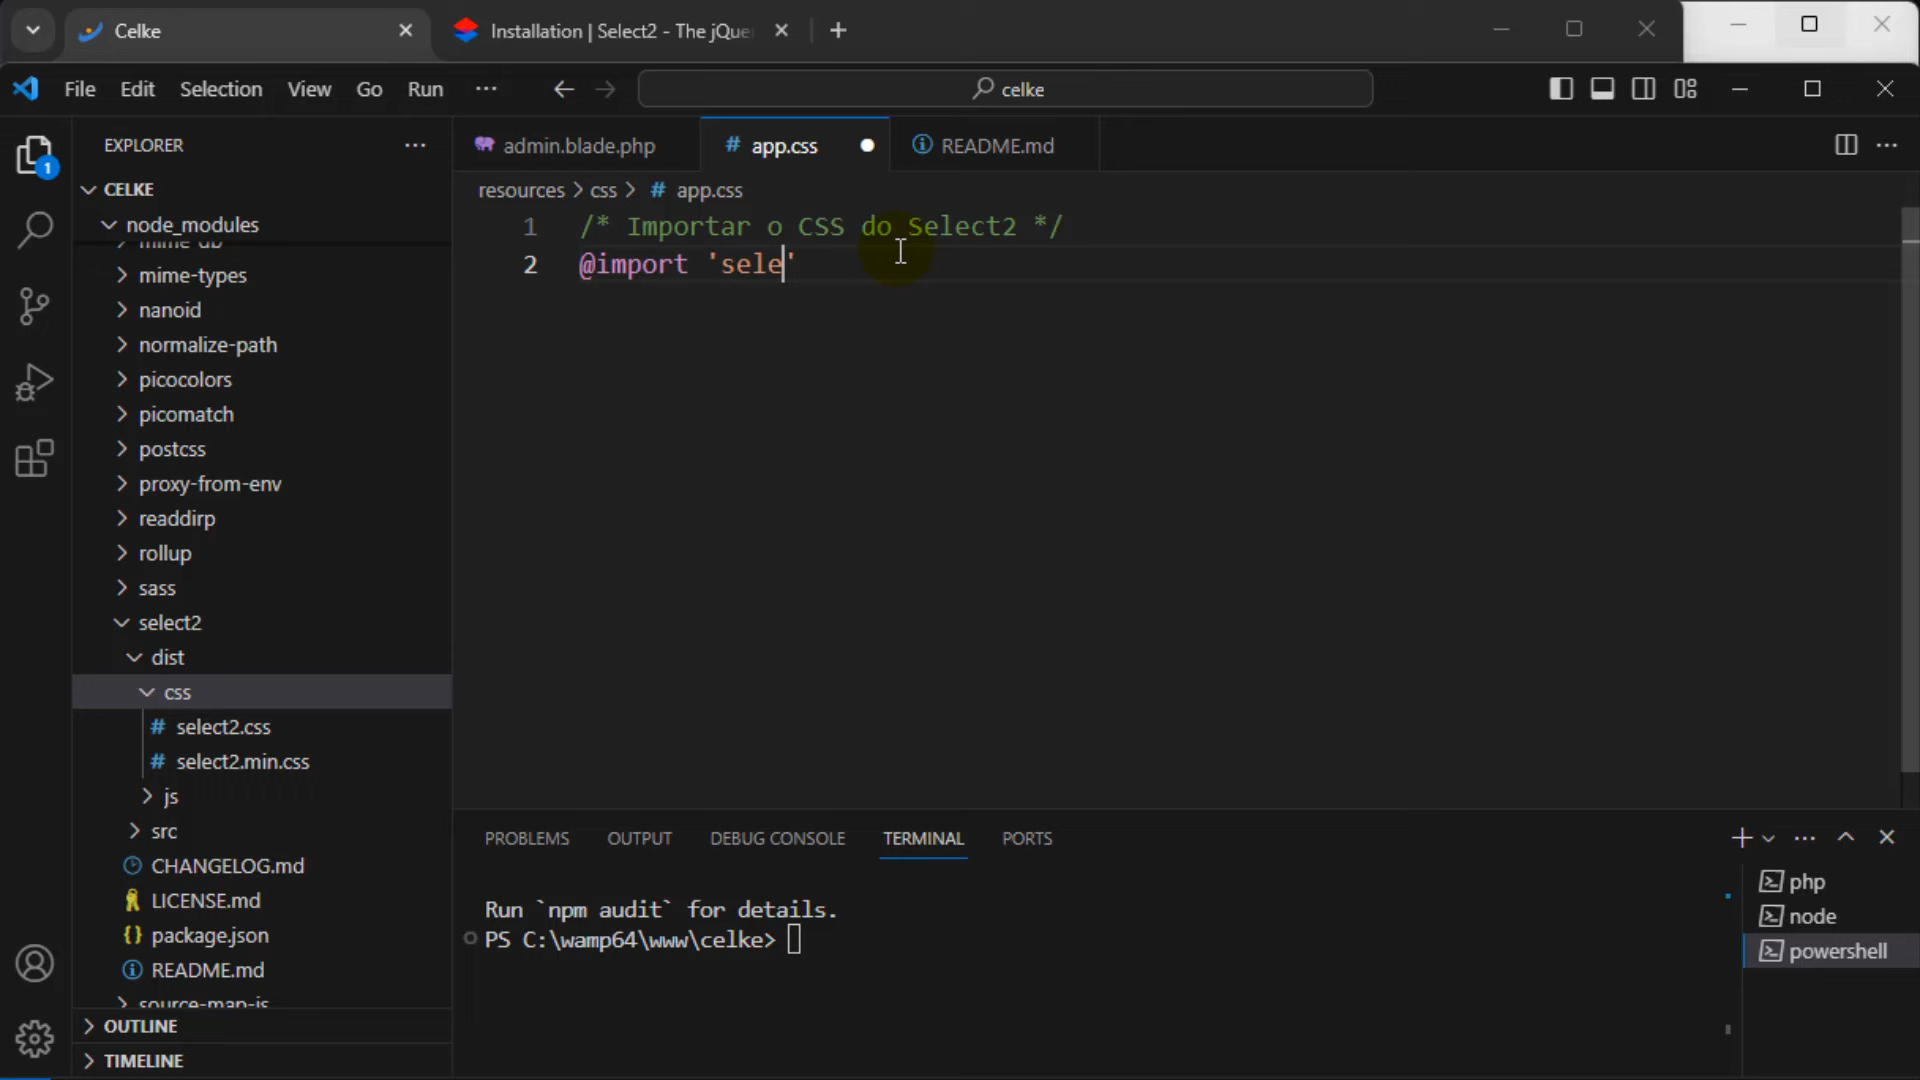 Celke
Installation | Select2 - The jQue
File Edit Selection View Go Run ···
celke
EXPLORER
CELKE
node_modules
mime-db
mime-types
nanoid
normalize-path
picocolors
picomatch
postcss
proxy-from-env
readdirp
rollup
sass
select2
dist
css
# select2.css
# select2.min.css
js
src
CHANGELOG.md
LICENSE.md
{} package.json
README.md
source-map-js
OUTLINE
TIMELINE
1
admin.blade.php
# app.css
README.md
resources > css > # app.css
1 /* Importar o CSS do Select2 */
2 @import 'sele'
PROBLEMS OUTPUT DEBUG CONSOLE TERMINAL PORTS
Run `npm audit` for details.
PS C:\wamp64\www\celke>
php
node
powershell